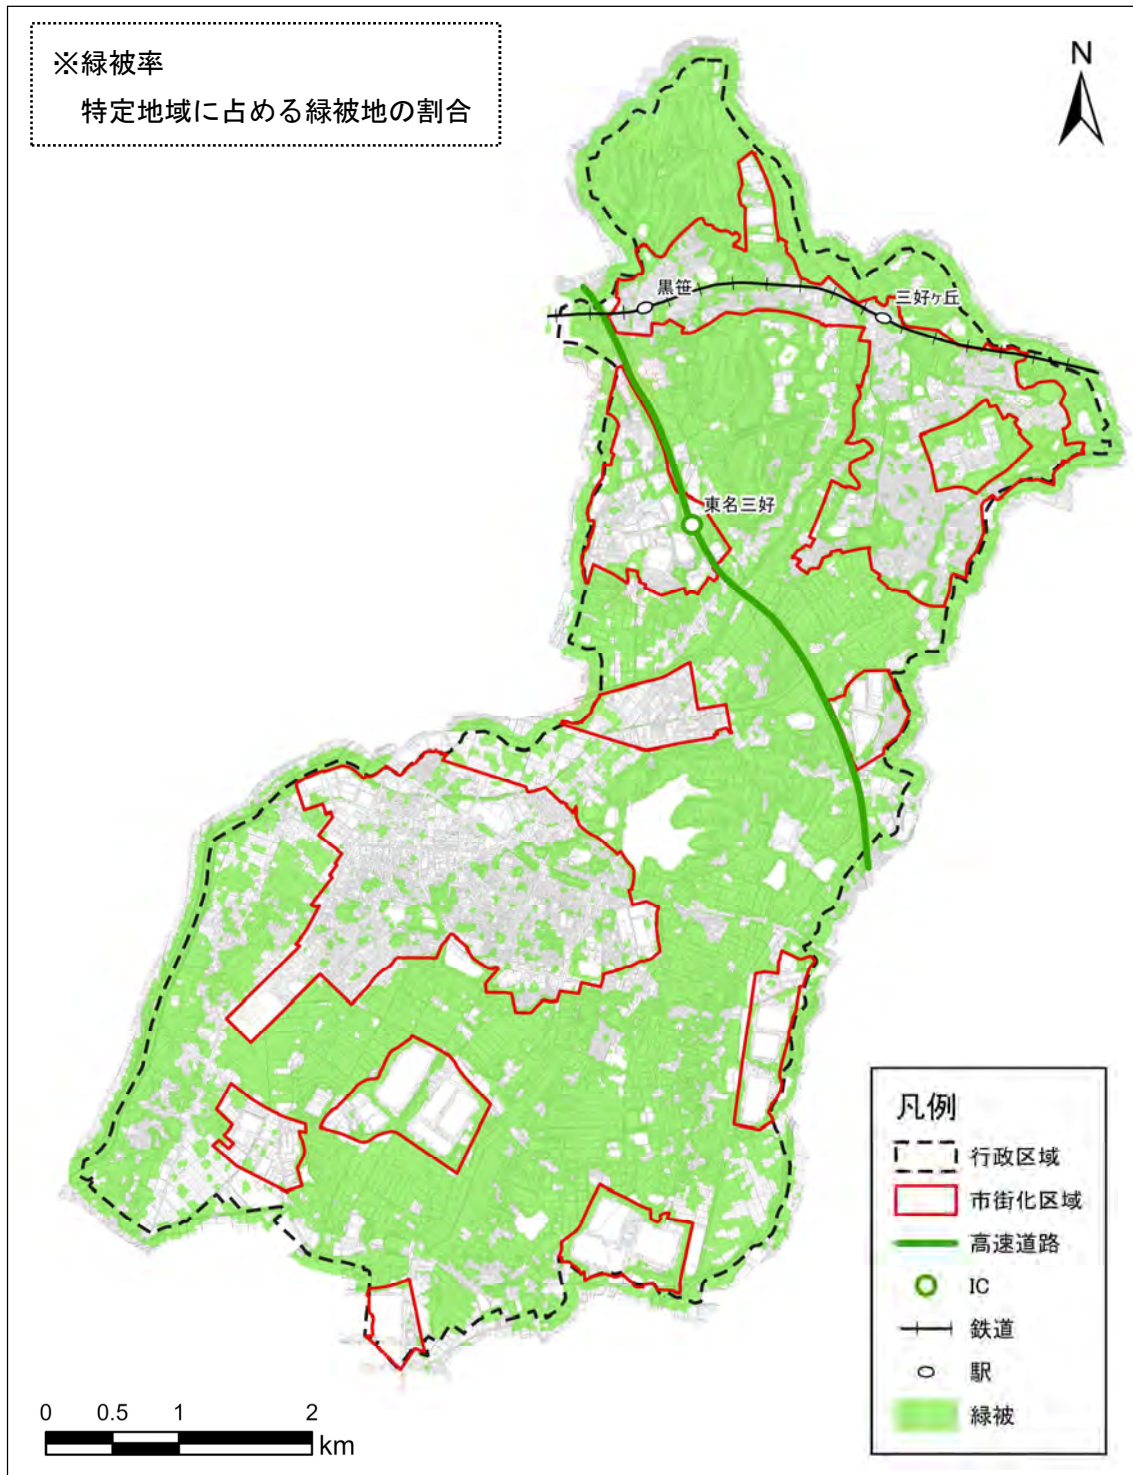 ※緑被率
特定地域に占める緑被地の割合
N
黒笹
三好ヶ丘
東名三好
凡例
行政区域
市街化区域
高速道路
IC
鉄道
駅
緑被
0 0.5 1 2
km